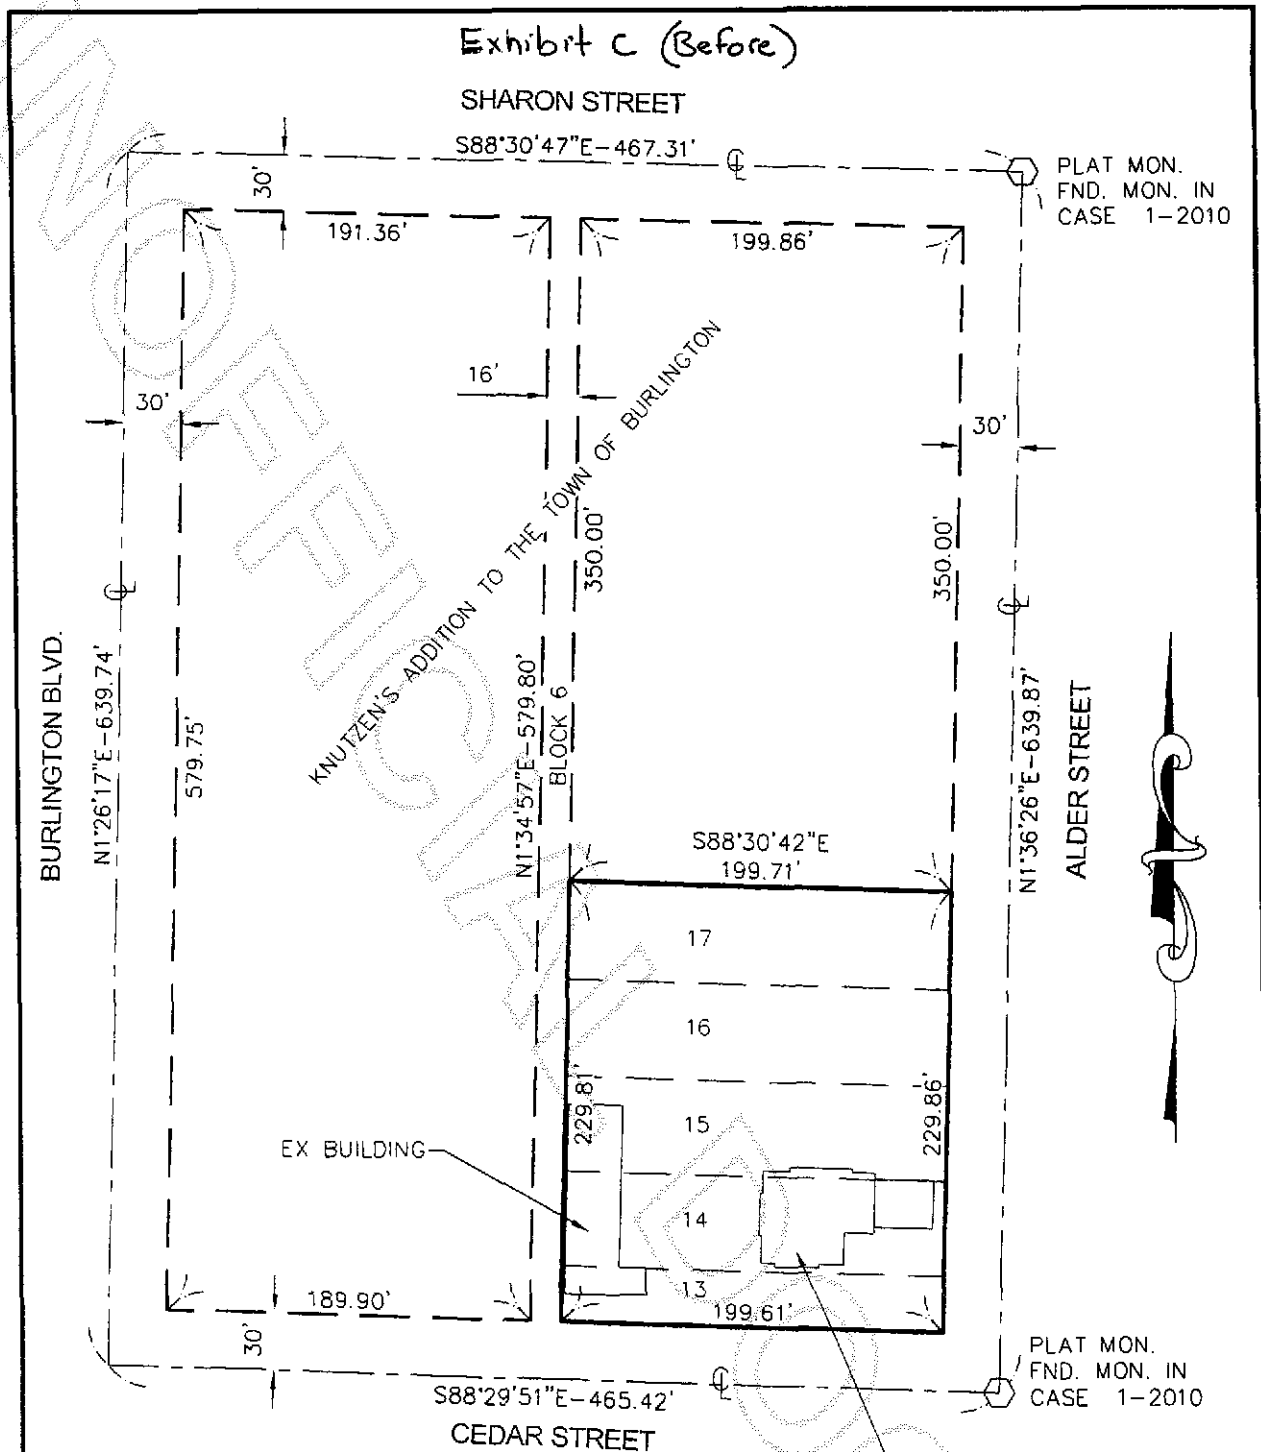 Exhibit C (Before)
SHARON STREET
S88°30'47"E-467.31'
30'
PLAT MON.
FND. MON. IN
CASE 1-2010
191.36'
199.86'
16'
30'
30'
KNUTZEN'S ADDITION TO THE TOWN OF BURLINGTON
350.00'
350.00'
BURLINGTON BLVD.
N1°26'17"E-639.74'
579.75'
N1°34'57"E-579.80'
BLOCK 6
N1°36'26"E-639.87'
ALDER STREET
S88°30'42"E
199.71'
17
16
229.81'
15
229.86'
EX BUILDING
14
13
189.90'
199.61'
30'
PLAT MON.
FND. MON. IN
CASE 1-2010
S88°29'51"E-465.42'
CEDAR STREET
UNOFFICIAL DO